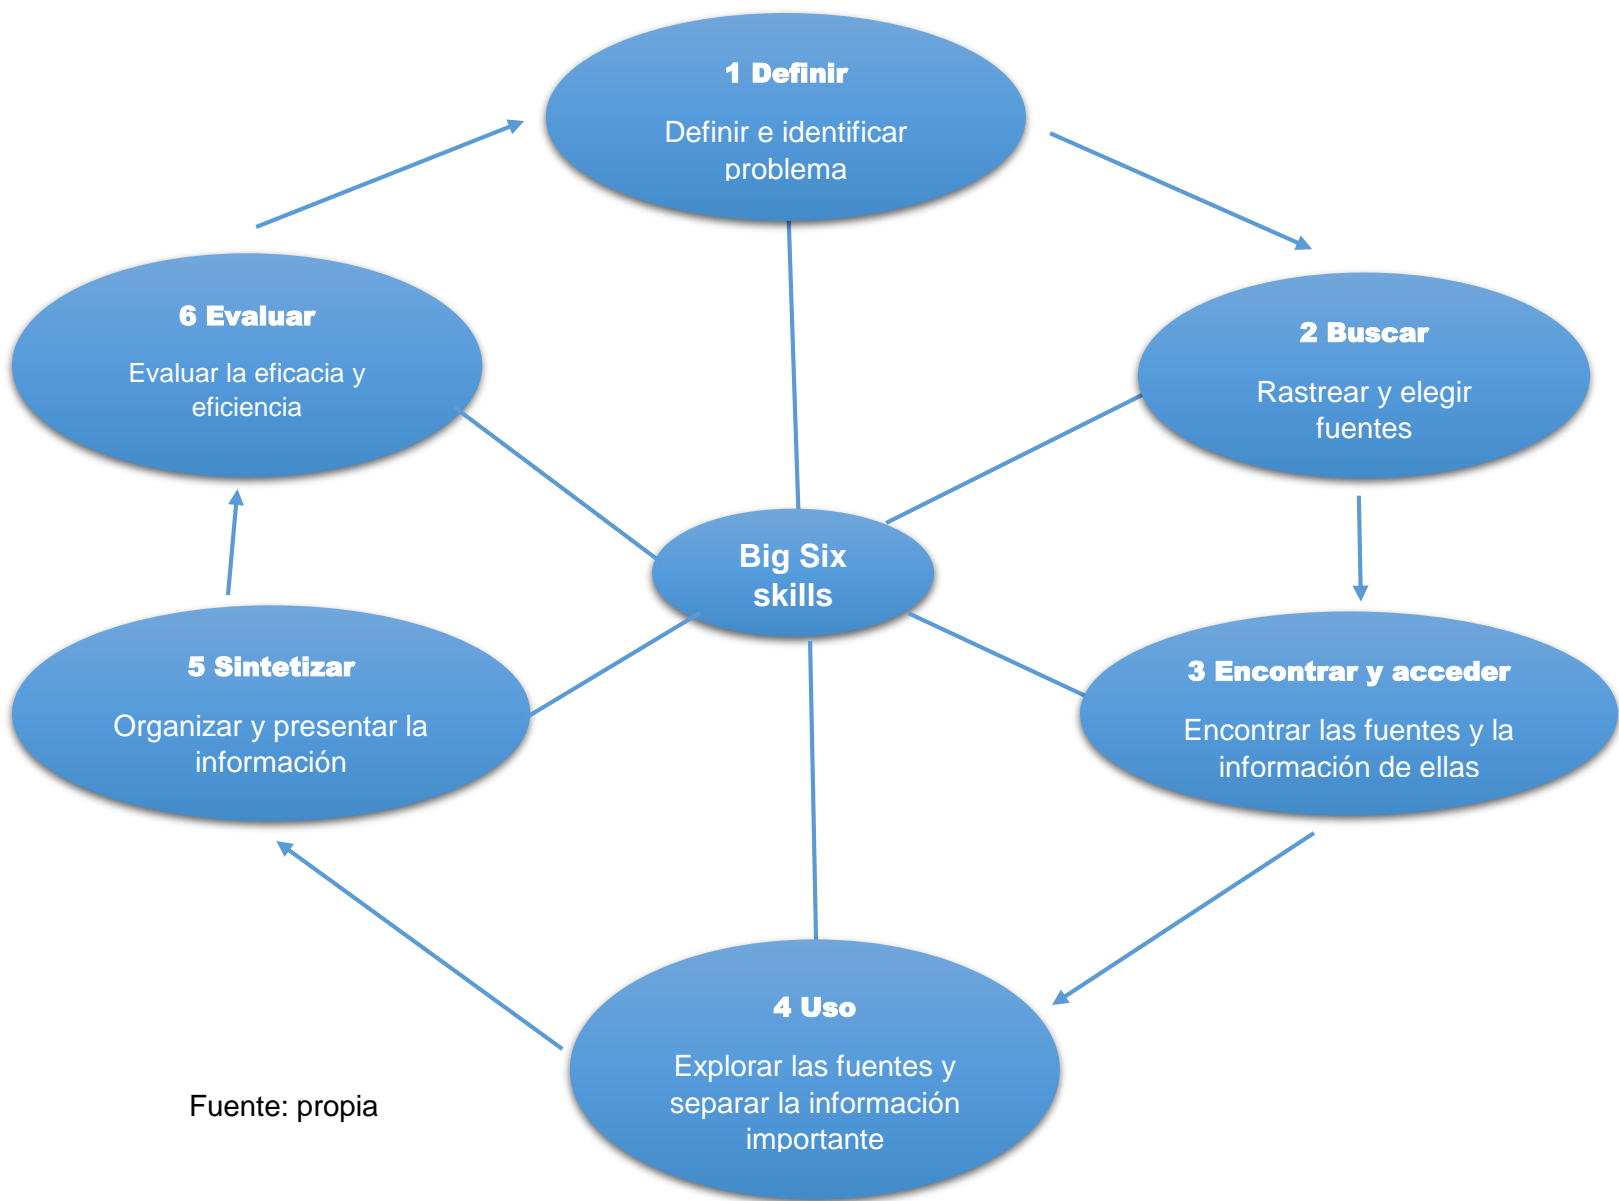 1 Definir
Definir e identificar
problema
2 Buscar
Rastrear y elegir
fuentes
3 Encontrar y acceder
Encontrar las fuentes y la
información de ellas
4 Uso
Explorar las fuentes y
separar la información
importante
5 Sintetizar
Organizar y presentar la
información
6 Evaluar
Evaluar la eficacia y
eficiencia
Big Six
skills
Fuente: propia